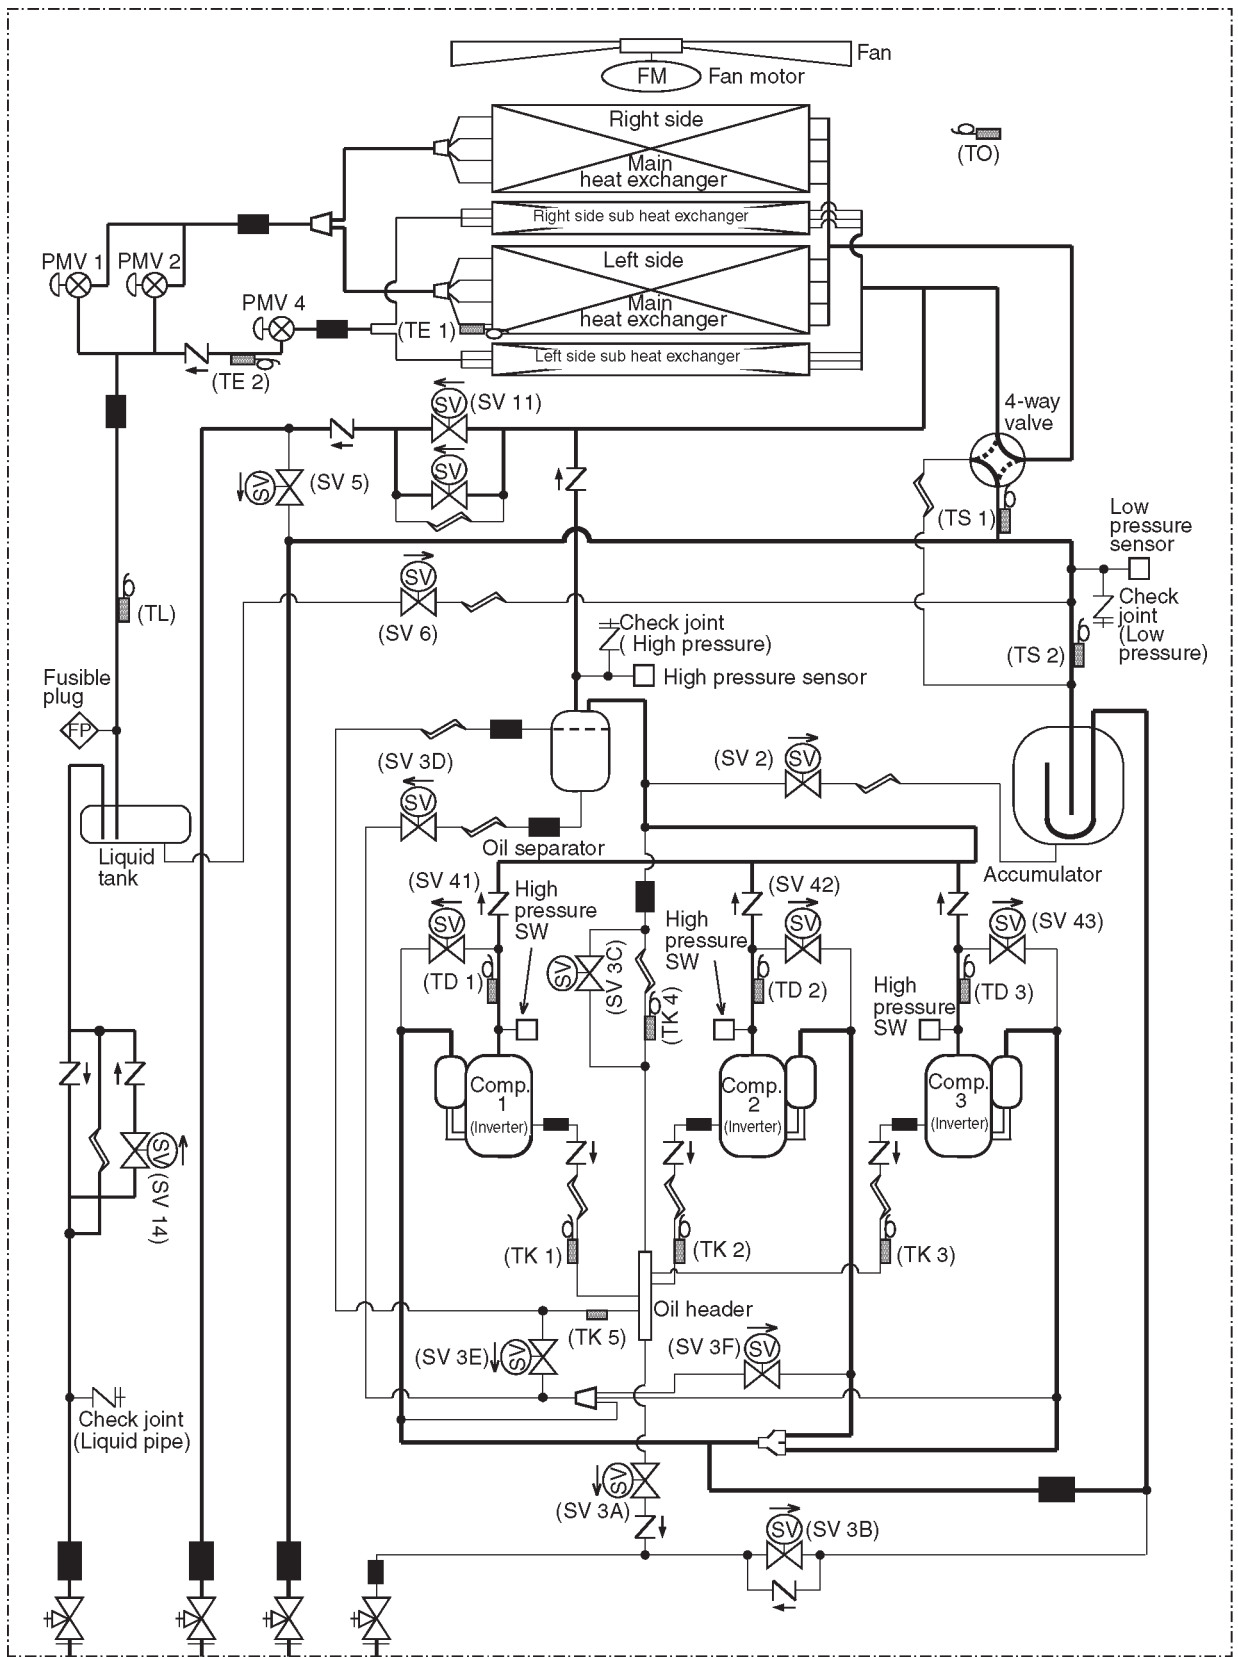 Fan
FM
Fan motor
Right side
Main
heat exchanger
(TO)
Right side sub heat exchanger
Left side
Main
heat exchanger
PMV 1
PMV 2
PMV 4
(TE 1)
Left side sub heat exchanger
(TE 2)
SV
(SV 11)
4-way
valve
SV
SV
(SV 5)
(TS 1)
Low
pressure
sensor
SV
(SV 6)
(TL)
Check joint
( High pressure)
Check
joint
(Low
pressure)
(TS 2)
High pressure sensor
Fusible
plug
FP
(SV 3D)
SV
(SV 2)
SV
Oil separator
Liquid
tank
Accumulator
(SV 41)
High
pressure
SW
SV
(SV 42)
High
pressure
SW
SV
SV
(SV 43)
SV
(SV 3C)
(TD 1)
(TK 4)
(TD 2)
High
pressure
SW
(TD 3)
Comp.
1
(Inverter)
Comp.
2
(Inverter)
Comp.
3
(Inverter)
SV
(SV 14)
(TK 1)
(TK 2)
(TK 3)
Oil header
(TK 5)
(SV 3E)
SV
(SV 3F)
SV
Check joint
(Liquid pipe)
SV
(SV 3A)
SV
(SV 3B)